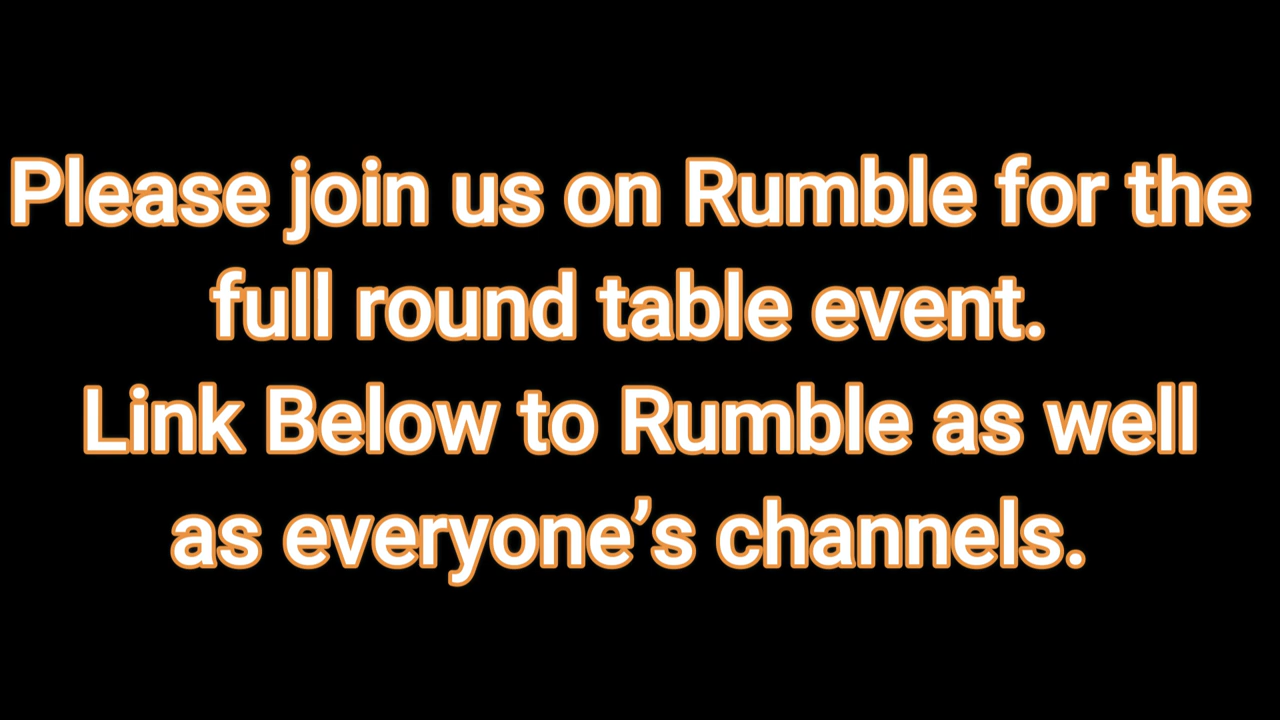 Please join us on Rumble for the
full round table event.
Link Below to Rumble as well
as everyone’s channels.